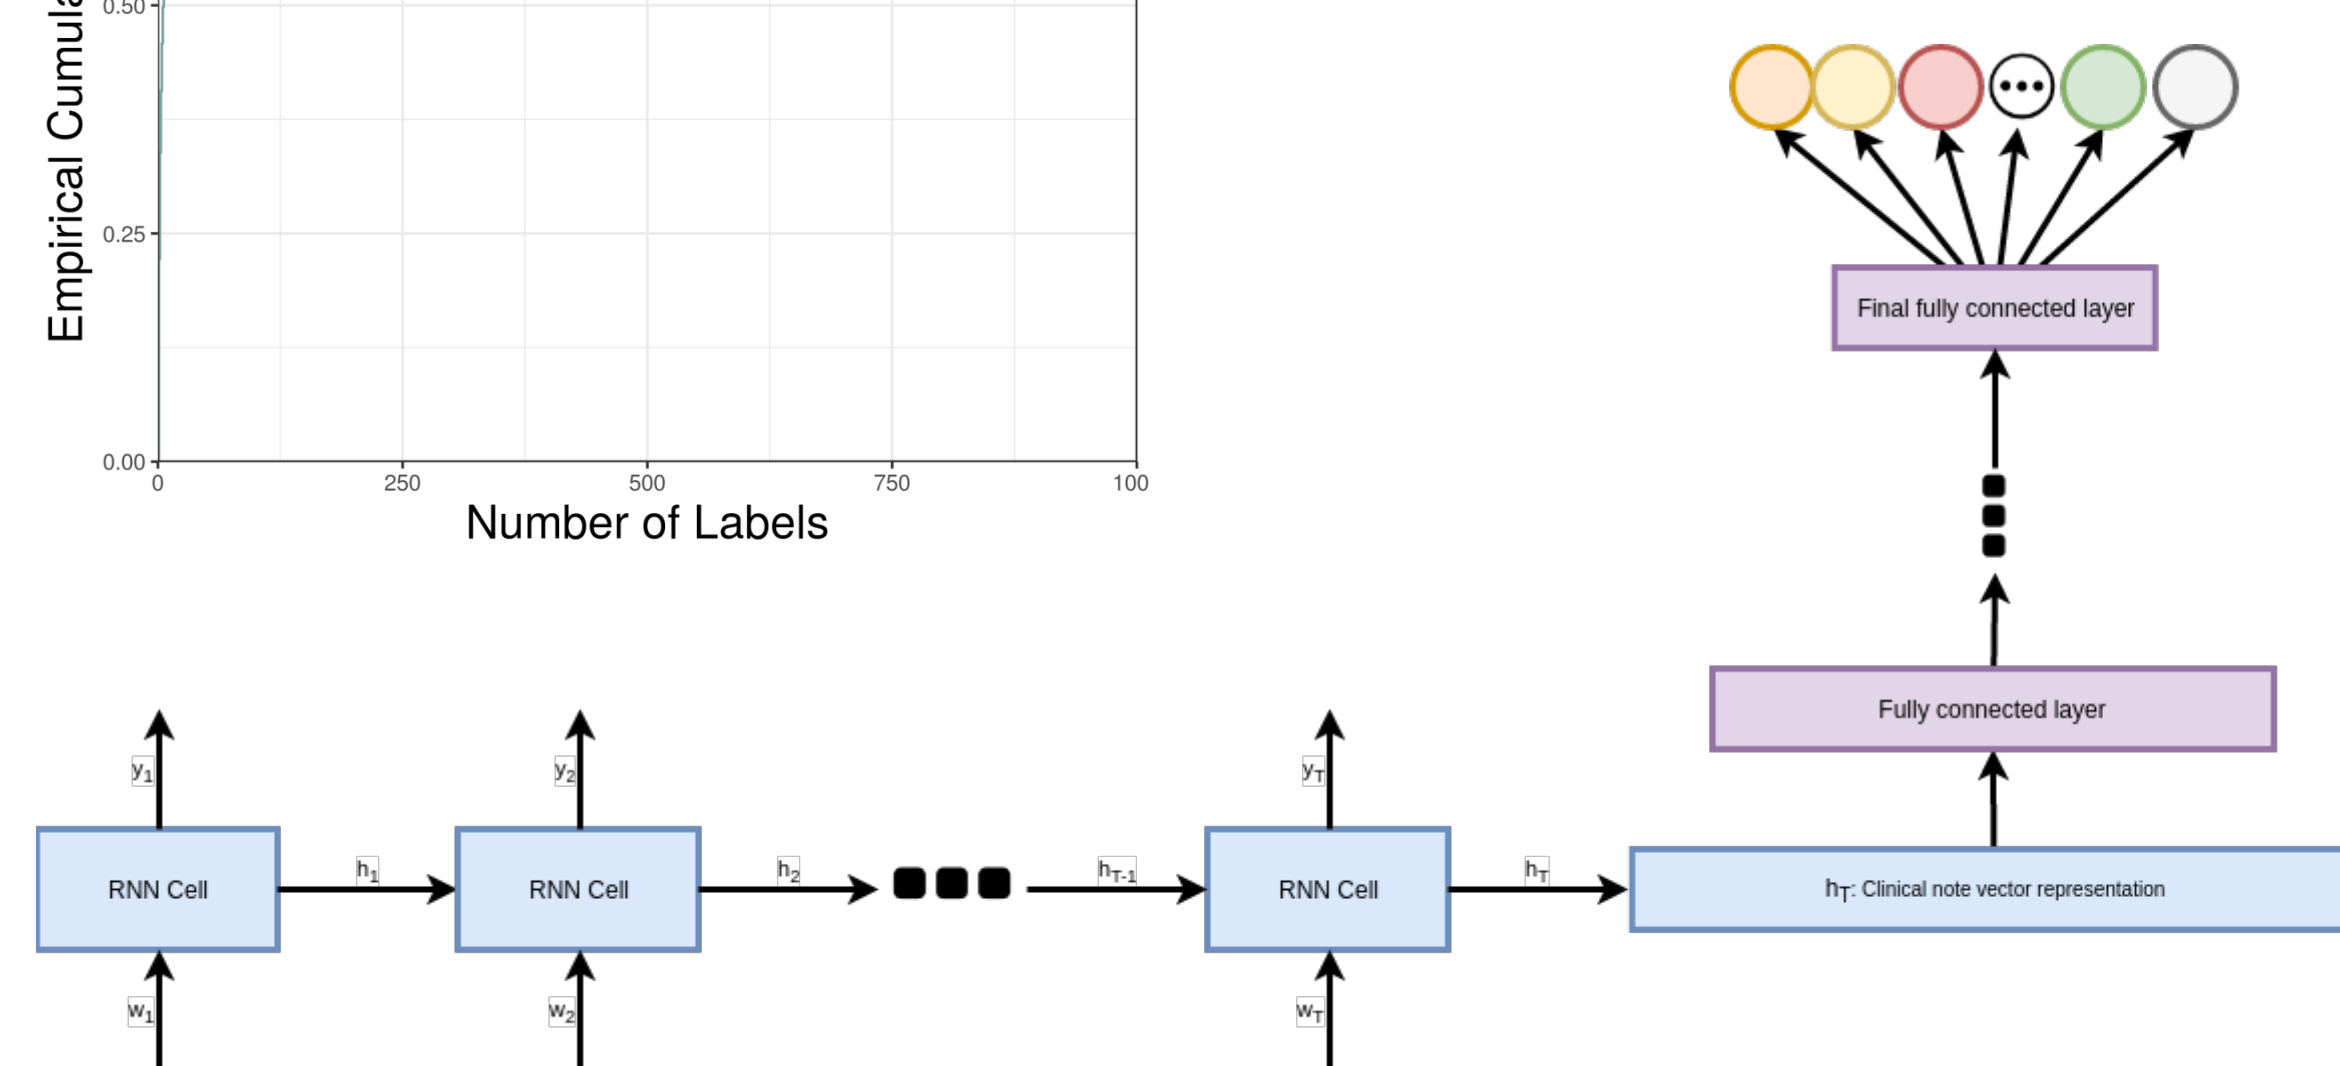 0.50
Empirical Cumula
0.25
0.00
0
250
500
750
100
Number of Labels
Final fully connected layer
Fully connected layer
y1
y2
yT
RNN Cell
h1
RNN Cell
h2
hT-1
RNN Cell
hT
hT: Clinical note vector representation
w1
w2
wT